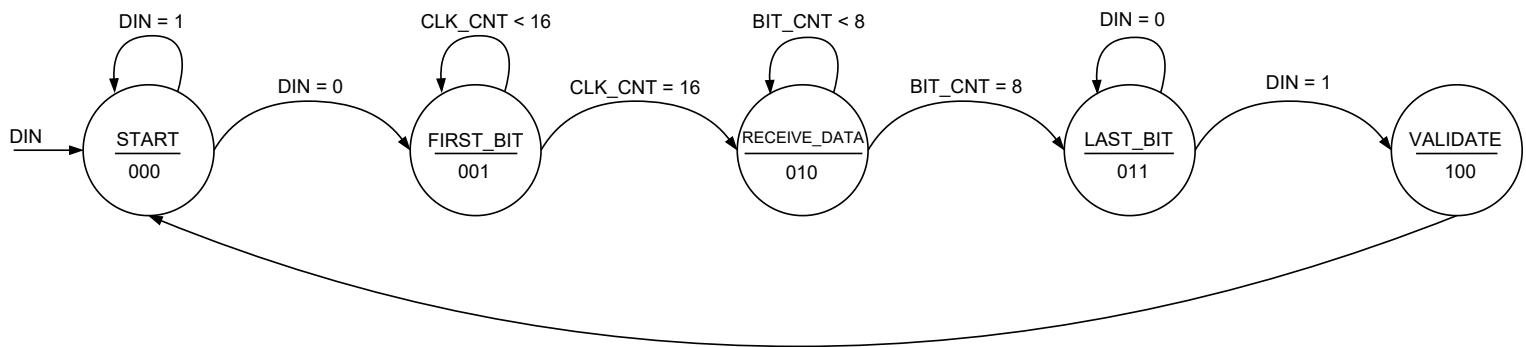 DIN = 1
CLK_CNT < 16
BIT_CNT < 8
DIN = 0
DIN = 0
CLK_CNT = 16
BIT_CNT = 8
DIN = 1
DIN
START
000
FIRST_BIT
001
RECEIVE_DATA
010
LAST_BIT
011
VALIDATE
100